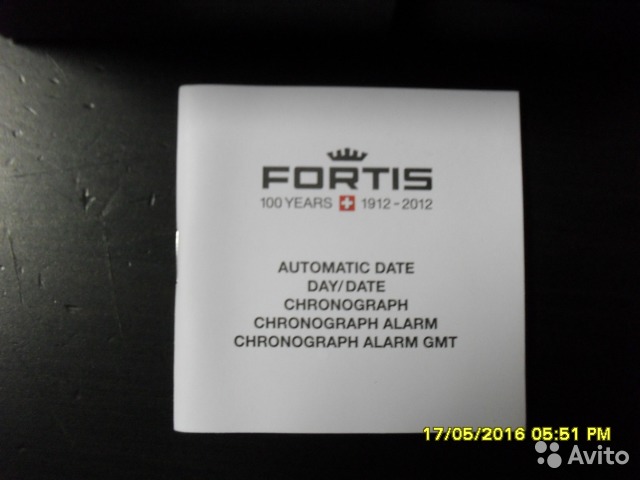 FORTIS
100 YEARS 1912-2012
AUTOMATIC DATE
DAY/DATE
CHRONOGRAPH
CHRONOGRAPH ALARM
CHRONOGRAPH ALARM GMT
17/05/2016 05:51 PM
Avito